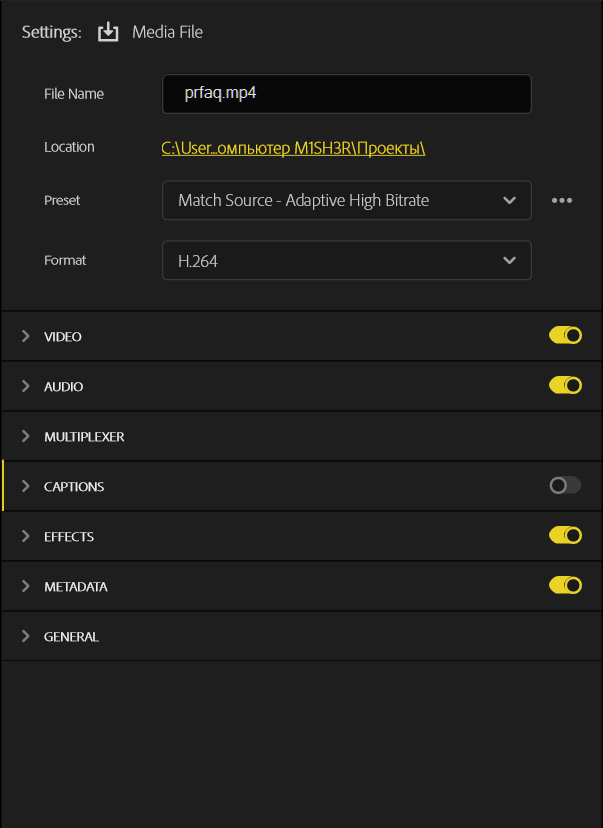 Settings: Media File
File Name prfaq.mp4
Location C:\User...омпьютер M1SH3R\Проекты\
Preset Match Source - Adaptive High Bitrate
Format H.264
VIDEO
AUDIO
MULTIPLEXER
CAPTIONS
EFFECTS
METADATA
GENERAL